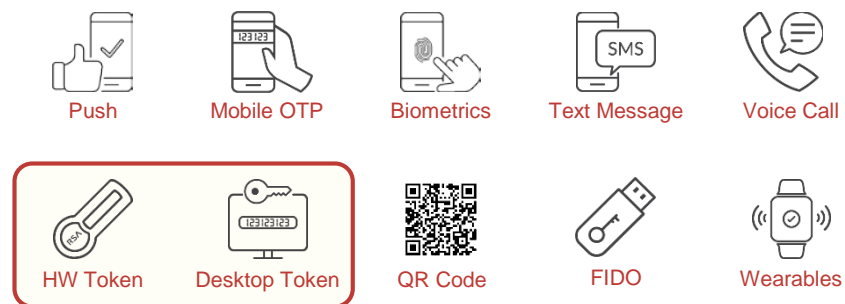 123123
SMS
Push
Mobile OTP
Biometrics
Text Message
Voice Call
RSA
123123123
HW Token
Desktop Token
QR Code
FIDO
Wearables